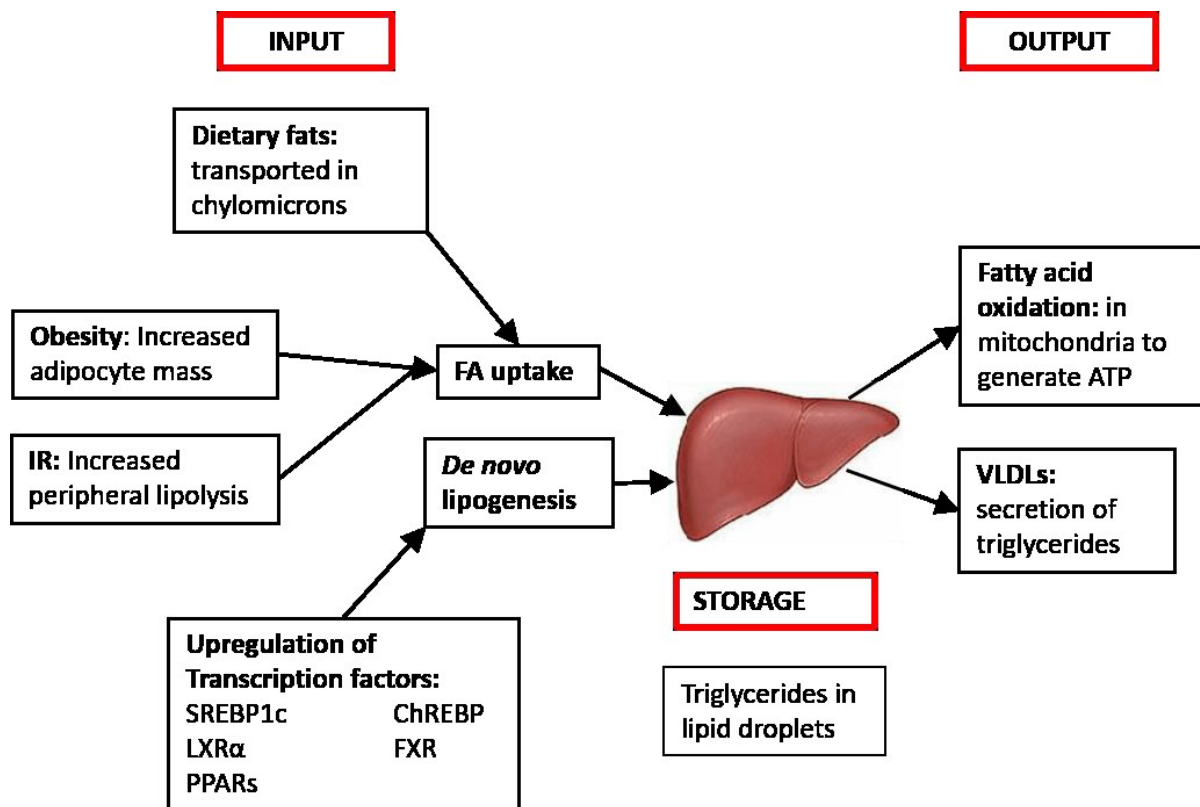 INPUT
OUTPUT
Dietary fats:
transported in
chylomicrons
Obesity: Increased
adipocyte mass
IR: Increased
peripheral lipolysis
FA uptake
De novo
lipogenesis
Upregulation of
Transcription factors:
SREBP1c ChREBP
LXRα FXR
PPARs
STORAGE
Triglycerides in
lipid droplets
Fatty acid
oxidation: in
mitochondria to
generate ATP
VLDLs:
secretion of
triglycerides